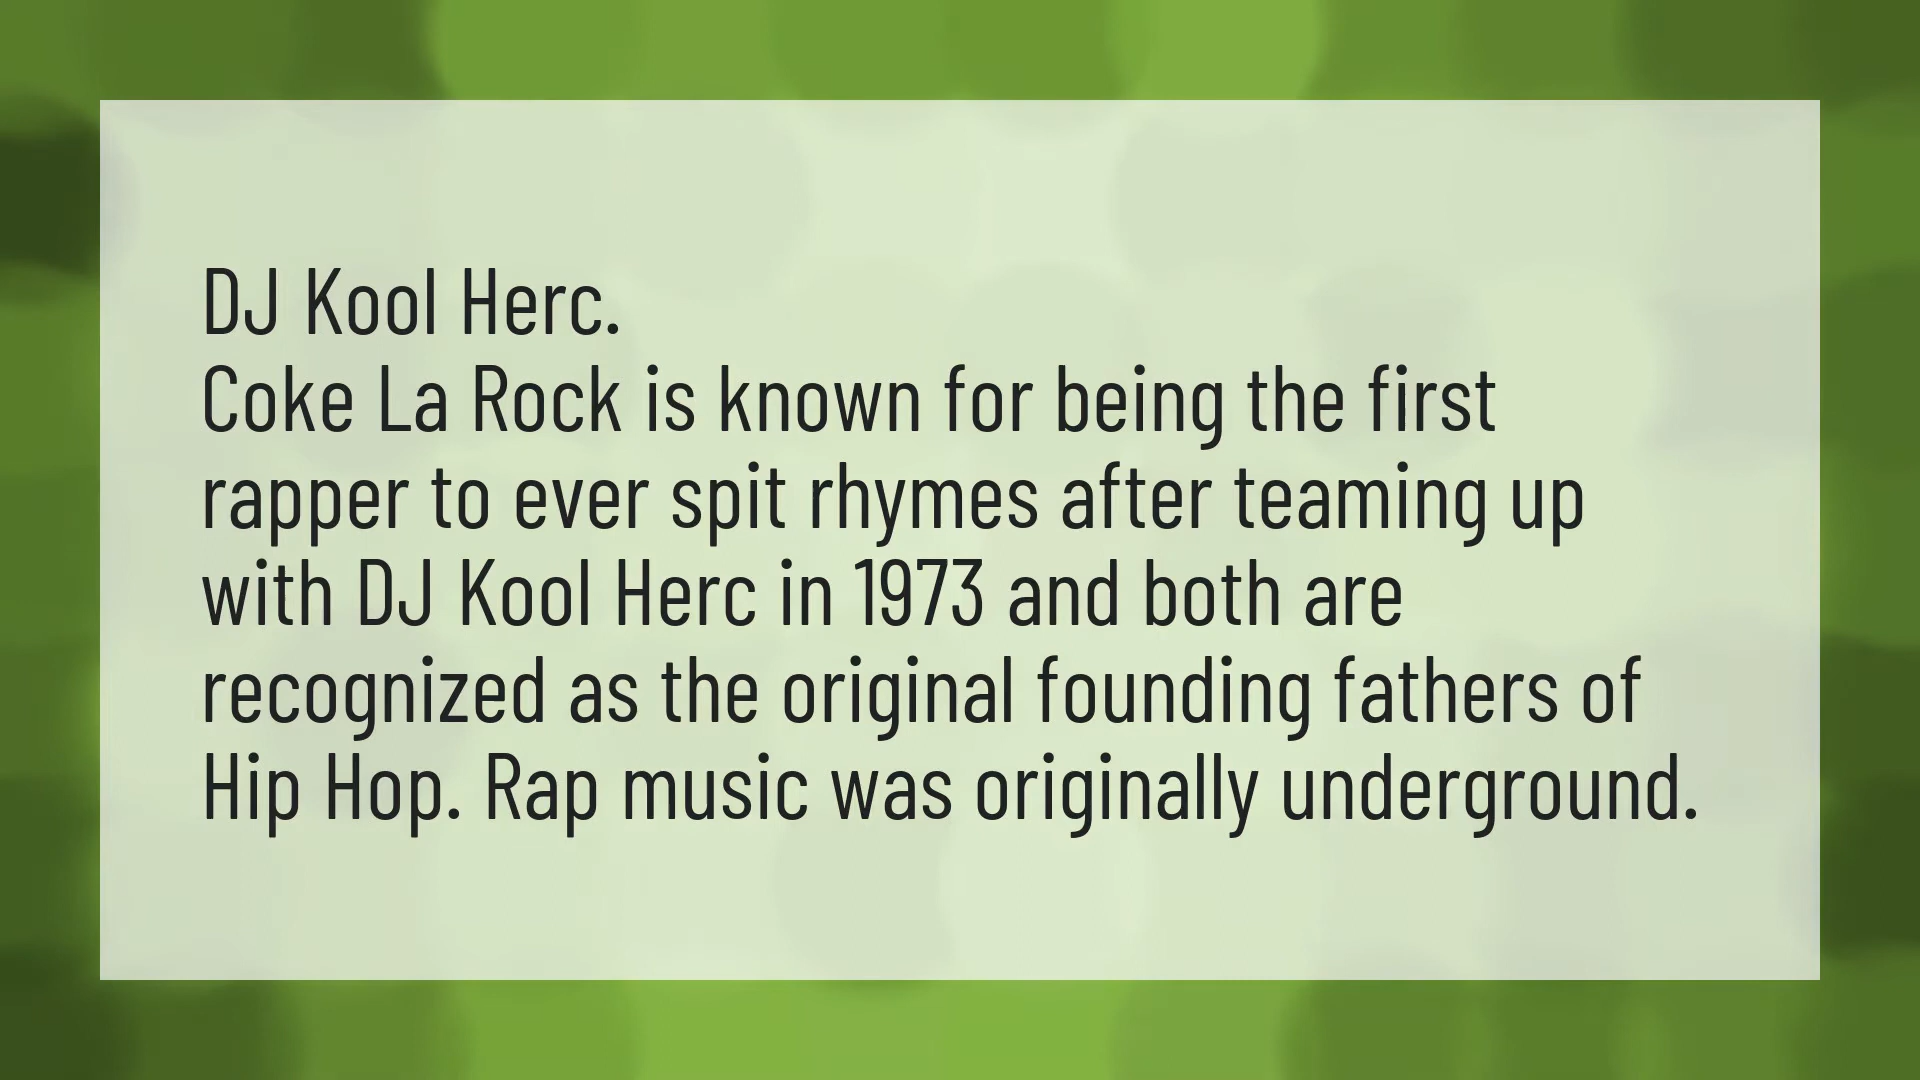 DJ Kool Herc.
Coke La Rock is known for being the first
rapper to ever spit rhymes after teaming up
with DJ Kool Herc in 1973 and both are
recognized as the original founding fathers of
Hip Hop. Rap music was originally underground.